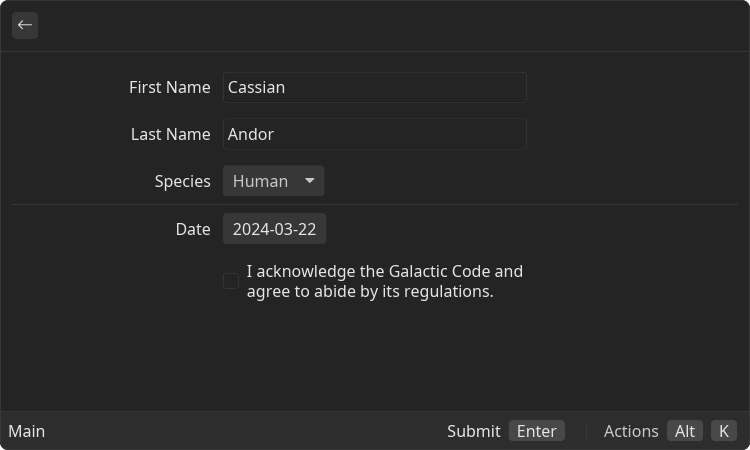 First Name Cassian
Last Name Andor
Species Human
Date 2024-03-22
I acknowledge the Galactic Code and
agree to abide by its regulations.
Main Submit Enter Actions Alt K